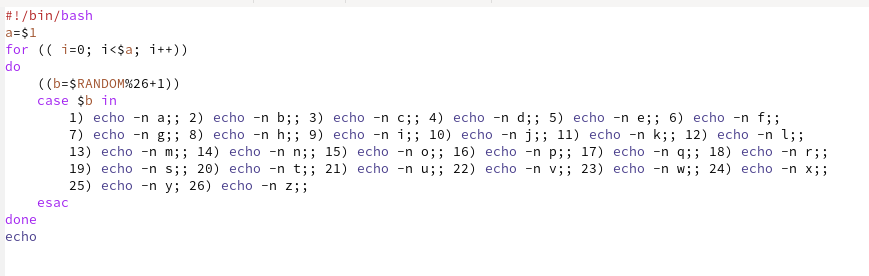 #!/bin/bash
a=$1
for (( i=0; i<$a; i++))
do
    ((b=$RANDOM%26+1))
    case $b in
        1) echo -n a;; 2) echo -n b;; 3) echo -n c;; 4) echo -n d;; 5) echo -n e;; 6) echo -n f;;
        7) echo -n g;; 8) echo -n h;; 9) echo -n i;; 10) echo -n j;; 11) echo -n k;; 12) echo -n l;;
        13) echo -n m;; 14) echo -n n;; 15) echo -n o;; 16) echo -n p;; 17) echo -n q;; 18) echo -n r;;
        19) echo -n s;; 20) echo -n t;; 21) echo -n u;; 22) echo -n v;; 23) echo -n w;; 24) echo -n x;;
        25) echo -n y; 26) echo -n z;;
    esac
done
echo